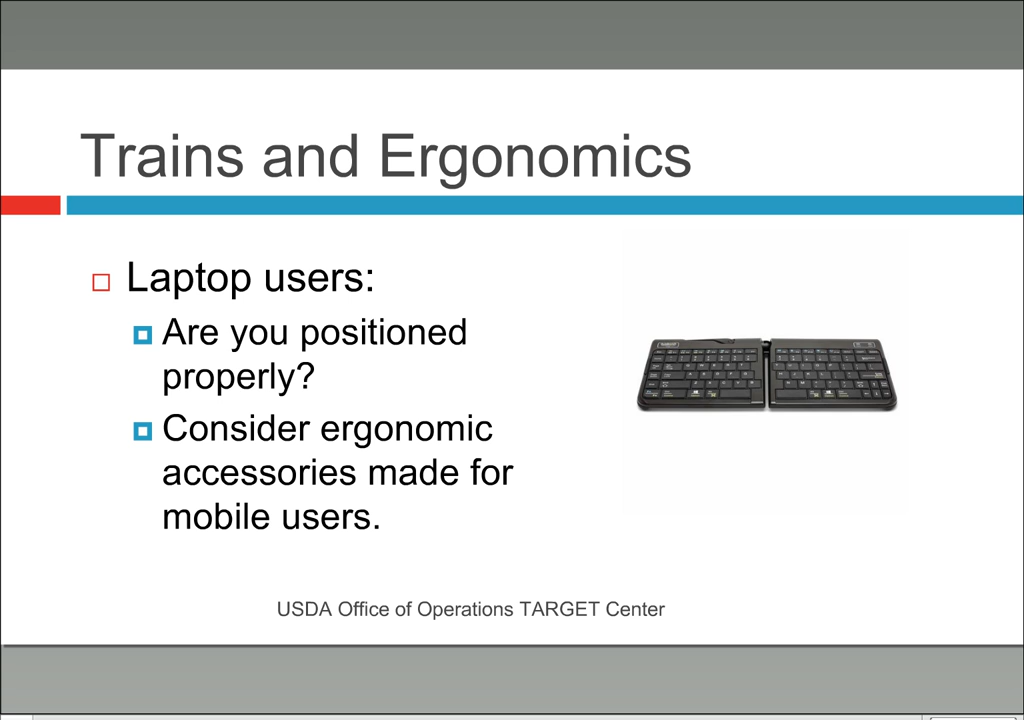 Trains and Ergonomics
Laptop users:
Are you positioned
properly?
Consider ergonomic
accessories made for
mobile users.
USDA Office of Operations TARGET Center